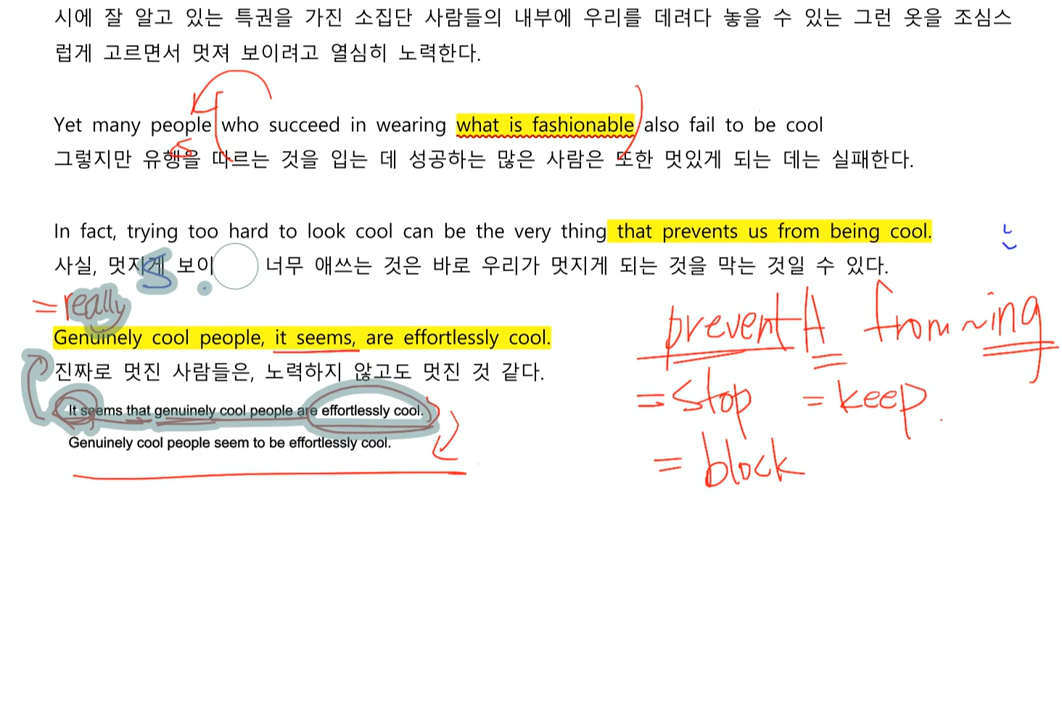 시에 잘 알고 있는 특권을 가진 소집단 사람들의 내부에 우리를 데려다 놓을 수 있는 그런 옷을 조심스
럽게 고르면서 멋져 보이려고 열심히 노력한다.
Yet many people who succeed in wearing what is fashionable also fail to be cool
그렇지만 유행을 따르는 것을 입는 데 성공하는 많은 사람은 또한 멋있게 되는 데는 실패한다.
In fact, trying too hard to look cool can be the very thing that prevents us from being cool.
사실, 멋지게 보이 너무 애쓰는 것은 바로 우리가 멋지게 되는 것을 막는 것일 수 있다.
= really
prevent A from ~ing
Genuinely cool people, it seems, are effortlessly cool.
진짜로 멋진 사람들은, 노력하지 않고도 멋진 것 같다.
= stop = keep
It seems that genuinely cool people are effortlessly cool.
Genuinely cool people seem to be effortlessly cool.
= block